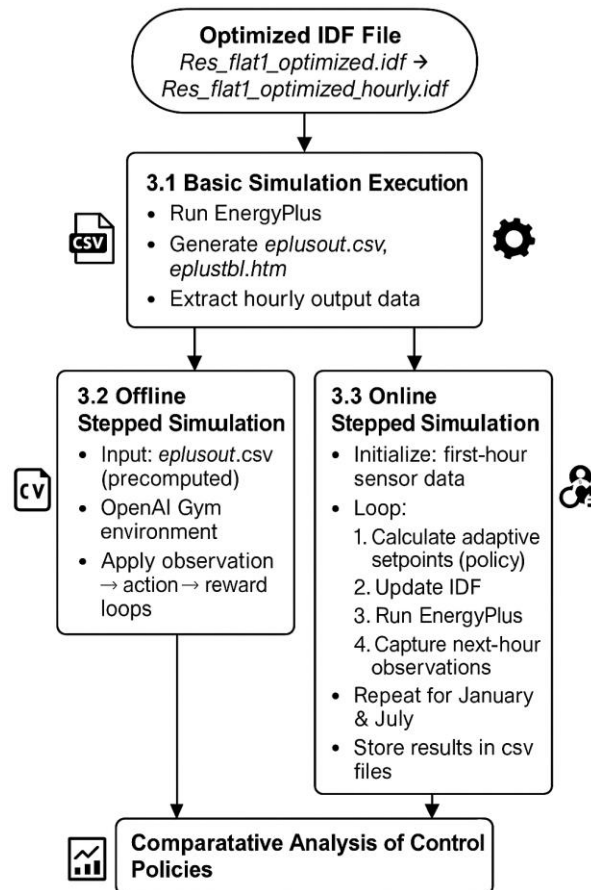 Optimized IDF File
Res_flat1_optimized.idf →
Res_flat1_optimized_hourly.idf
3.1 Basic Simulation Execution
• Run EnergyPlus
• Generate eplusout.csv,
eplustbl.htm
• Extract hourly output data
CSV
3.2 Offline
Stepped Simulation
• Input: eplusout.csv
(precomputed)
• OpenAI Gym
environment
• Apply observation
→ action → reward
loops
CV
3.3 Online
Stepped Simulation
• Initialize: first-hour
sensor data
• Loop:
1. Calculate adaptive
setpoints (policy)
2. Update IDF
3. Run EnergyPlus
4. Capture next-hour
observations
• Repeat for January
& July
• Store results in csv
files
Comparatative Analysis of Control
Policies